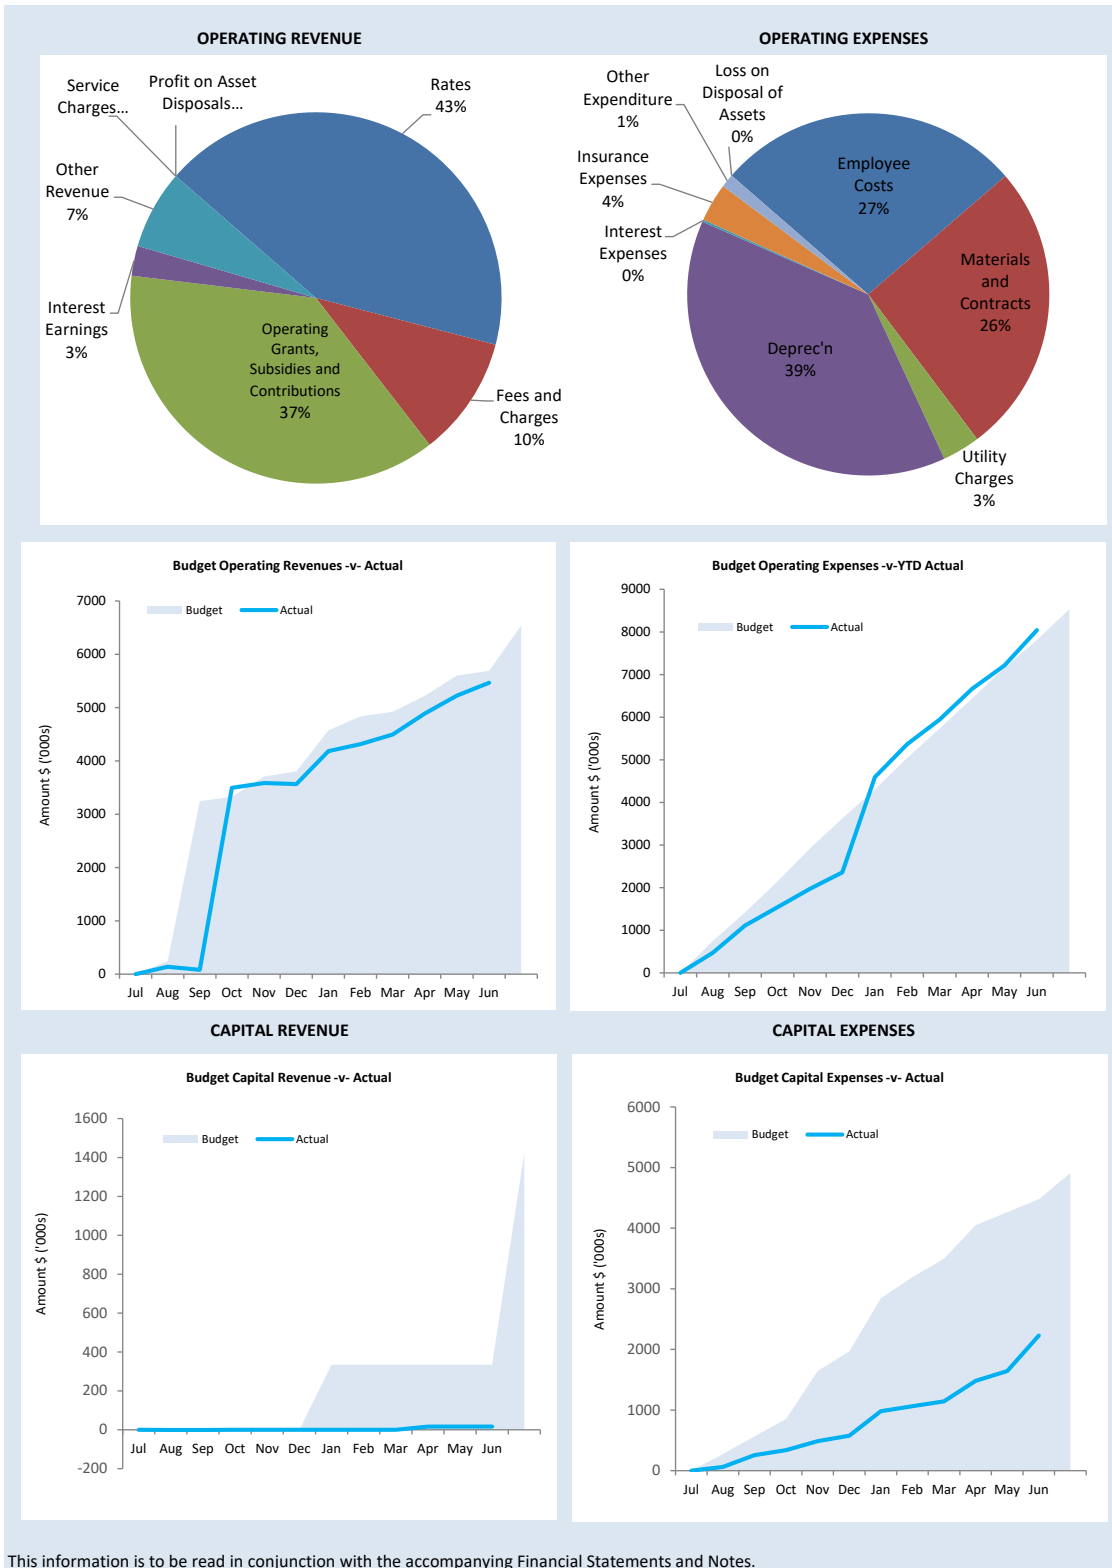 OPERATING REVENUE
OPERATING EXPENSES
Service
Charges...
Profit on Asset
Disposals...
Rates
43%
Other
Revenue
7%
Interest
Earnings
3%
Operating
Grants,
Subsidies and
Contributions
37%
Fees and
Charges
10%
Other
Expenditure
1%
Loss on
Disposal of
Assets
0%
Insurance
Expenses
4%
Interest
Expenses
0%
Employee
Costs
27%
Materials
and
Contracts
26%
Deprec'n
39%
Utility
Charges
3%
Budget Operating Revenues -v- Actual
Budget
Actual
Amount $ ('000s)
7000
6000
5000
4000
3000
2000
1000
0
Jul Aug Sep Oct Nov Dec Jan Feb Mar Apr May Jun
Budget Operating Expenses -v-YTD Actual
Budget
Actual
Amount $ ('000s)
9000
8000
7000
6000
5000
4000
3000
2000
1000
0
Jul Aug Sep Oct Nov Dec Jan Feb Mar Apr May Jun
CAPITAL REVENUE
CAPITAL EXPENSES
Budget Capital Revenue -v- Actual
Budget
Actual
Amount $ ('000s)
1600
1400
1200
1000
800
600
400
200
0
-200
Jul Aug Sep Oct Nov Dec Jan Feb Mar Apr May Jun
Budget Capital Expenses -v- Actual
Budget
Actual
Amount $ ('000s)
6000
5000
4000
3000
2000
1000
0
Jul Aug Sep Oct Nov Dec Jan Feb Mar Apr May Jun
This information is to be read in conjunction with the accompanying Financial Statements and Notes.